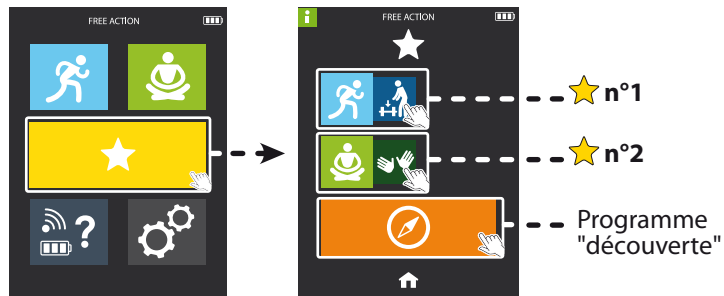 FREE ACTION
?
i
FREE ACTION
n°1
n°2
Programme
"découverte"